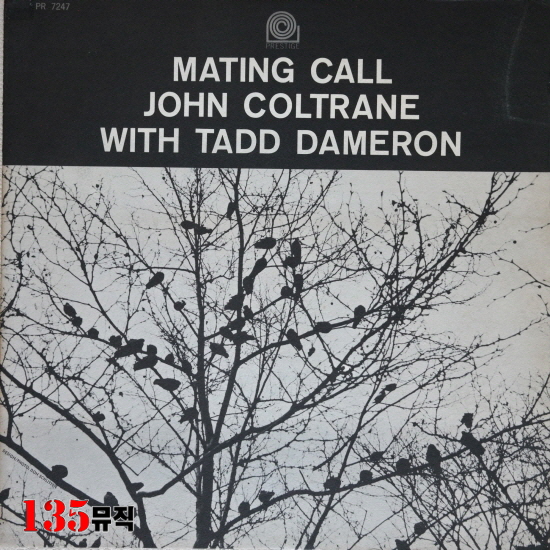 PR 7247
PRESTIGE
MATING CALL
JOHN COLTRANE
WITH TADD DAMERON
135뮤직